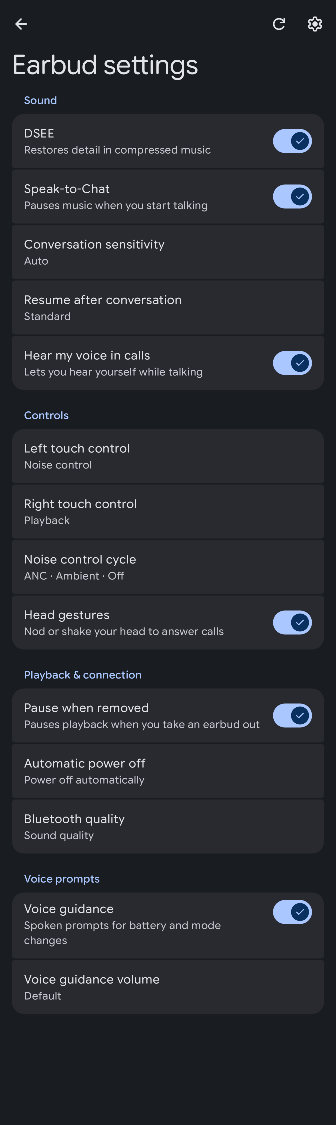 Earbud settings
Sound
DSEE
Restores detail in compressed music
Speak-to-Chat
Pauses music when you start talking
Conversation sensitivity
Auto
Resume after conversation
Standard
Hear my voice in calls
Lets you hear yourself while talking
Controls
Left touch control
Noise control
Right touch control
Playback
Noise control cycle
ANC · Ambient · Off
Head gestures
Nod or shake your head to answer calls
Playback & connection
Pause when removed
Pauses playback when you take an earbud out
Automatic power off
Power off automatically
Bluetooth quality
Sound quality
Voice prompts
Voice guidance
Spoken prompts for battery and mode
changes
Voice guidance volume
Default